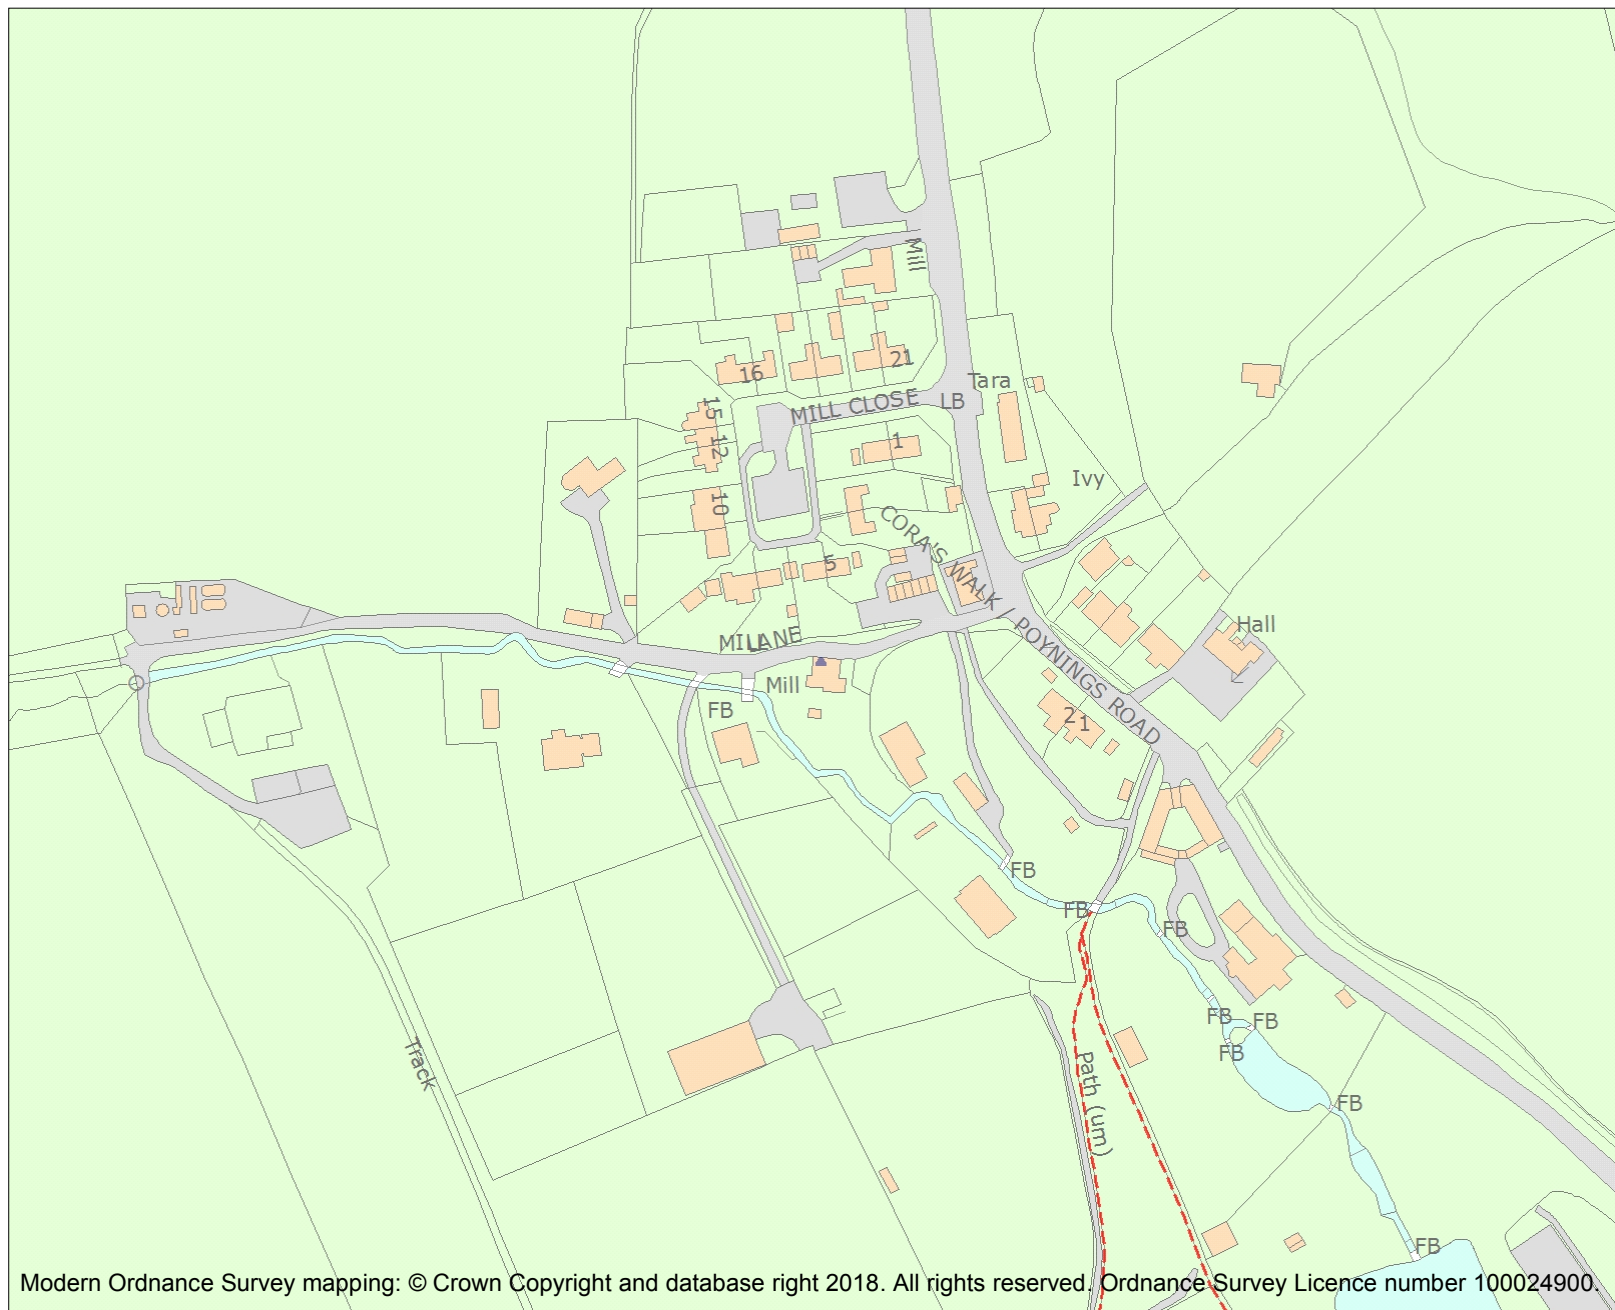 Mill
21
16
Tara
MILL CLOSE
LB
15
12
1
Ivy
10
CORA'S WALK / POYNINGS ROAD
5
Hall
LANE
Mill
FB
2
1
FB
FB
FB
FB
FB
FB
Track
Path (um)
FB
FB
Modern Ordnance Survey mapping: © Crown Copyright and database right 2018. All rights reserved. Ordnance Survey Licence number 100024900.